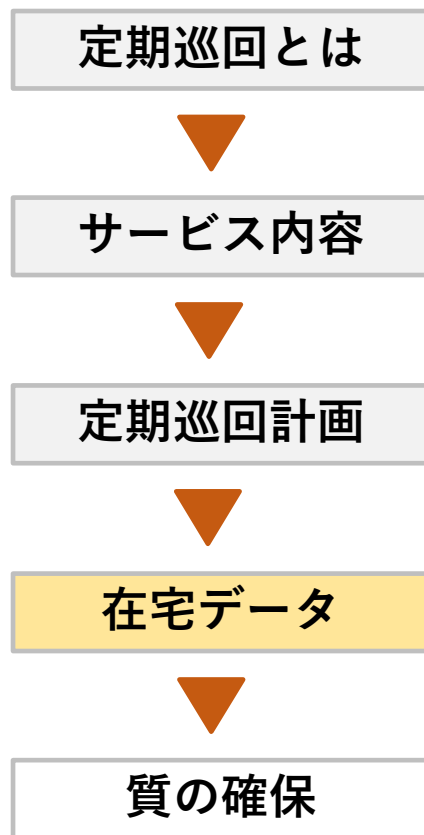 定期巡回とは
サービス内容
定期巡回計画
在宅データ
質の確保